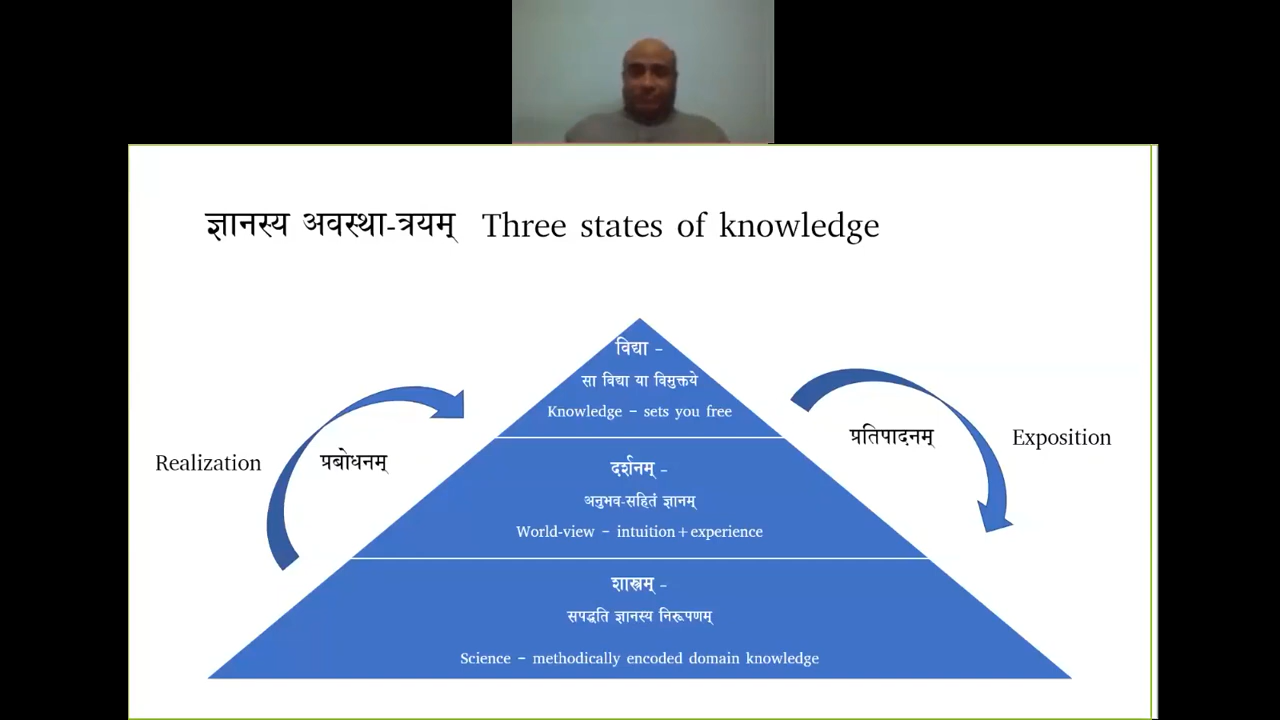 ज्ञानस्य अवस्था-त्रयम् Three states of knowledge
विद्या –
सा विद्या या विमुक्तये
Knowledge – sets you free
दर्शनम् –
अनुभव-सहितं ज्ञानम्
World-view – intuition+experience
शास्त्रम् –
सपद्धति ज्ञानस्य निरूपणम्
Science – methodically encoded domain knowledge
Realization
प्रबोधनम्
प्रतिपादनम्
Exposition